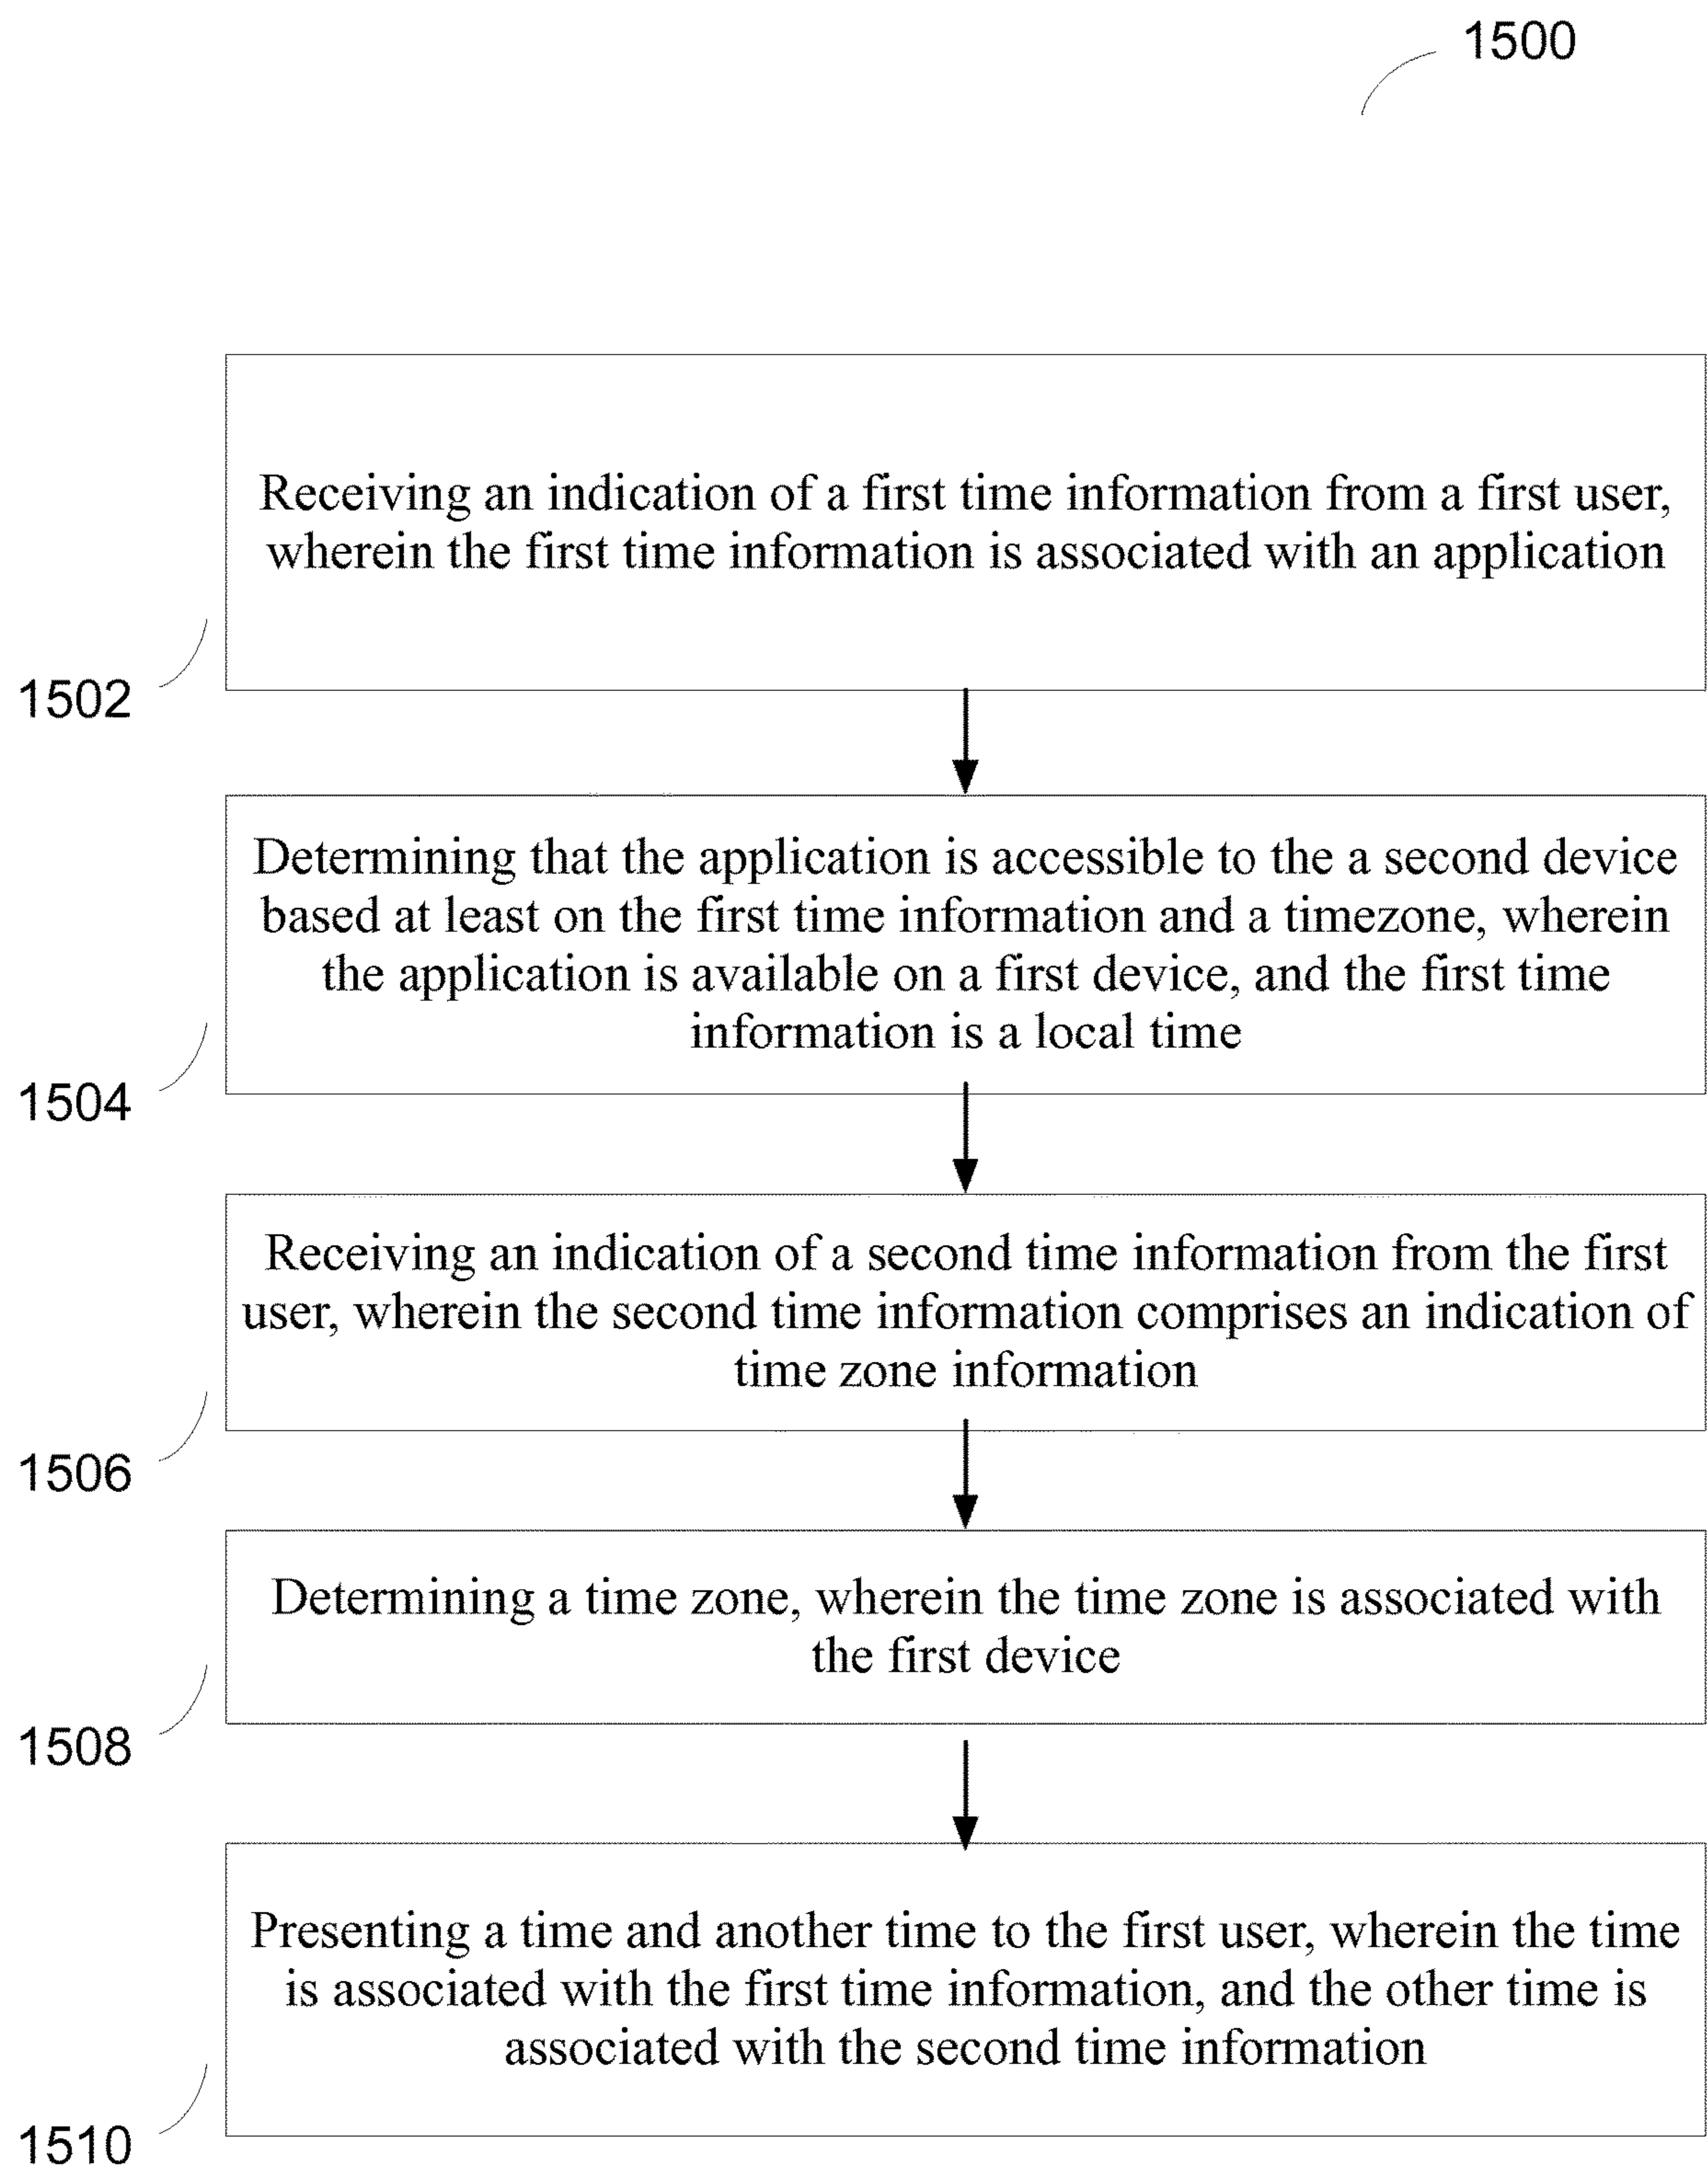 1500
Receiving an indication of a first time information from a first user,
wherein the first time information is associated with an application
1502
Determining that the application is accessible to the a second device
based at least on the first time information and a timezone, wherein
the application is available on a first device, and the first time
information is a local time
1504
Receiving an indication of a second time information from the first
user, wherein the second time information comprises an indication of
time zone information
1506
Determining a time zone, wherein the time zone is associated with
the first device
1508
Presenting a time and another time to the first user, wherein the time
is associated with the first time information, and the other time is
associated with the second time information
1510